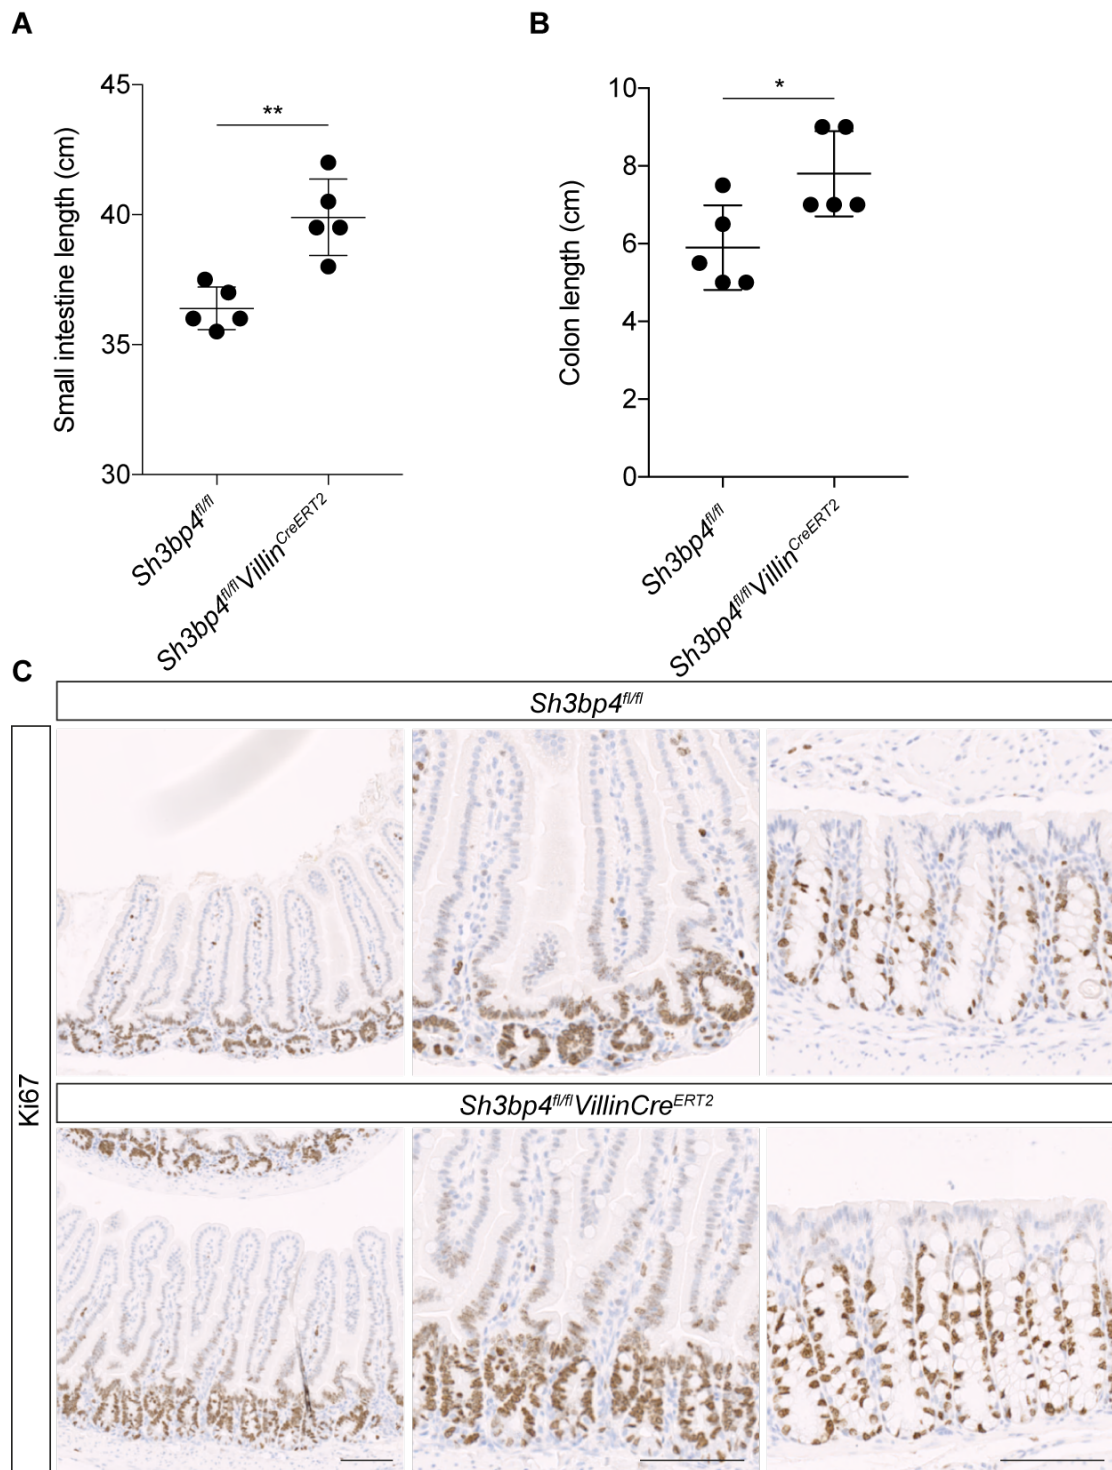 A
B
45
40
35
30
Small intestine length (cm)
**
Sh3bp4fl/fl
Sh3bp4fl/flVillinCreERT2
10
8
6
4
2
0
Colon length (cm)
*
Sh3bp4fl/fl
Sh3bp4fl/flVillinCreERT2
C
Sh3bp4fl/fl
Ki67
Sh3bp4fl/flVillinCreERT2